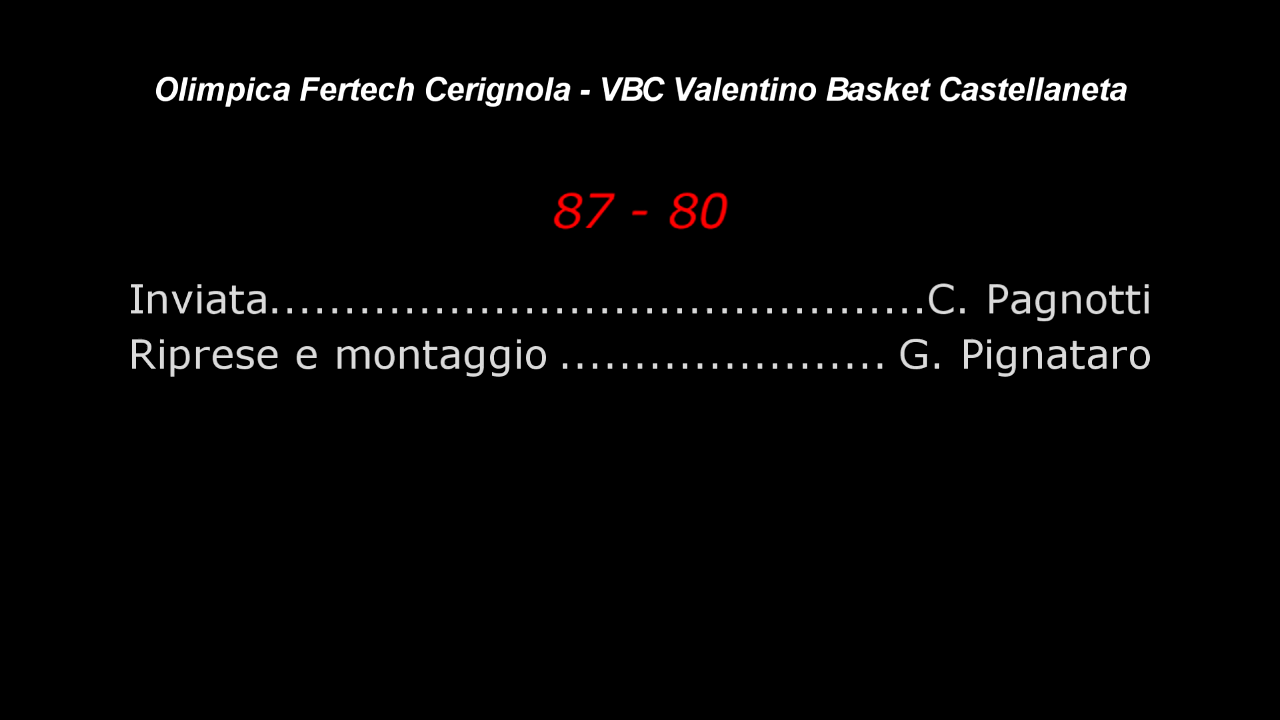 Olimpica Fertech Cerignola - VBC Valentino Basket Castellaneta
87 - 80
Inviata............................................C. Pagnotti
Riprese e montaggio ...................... G. Pignataro